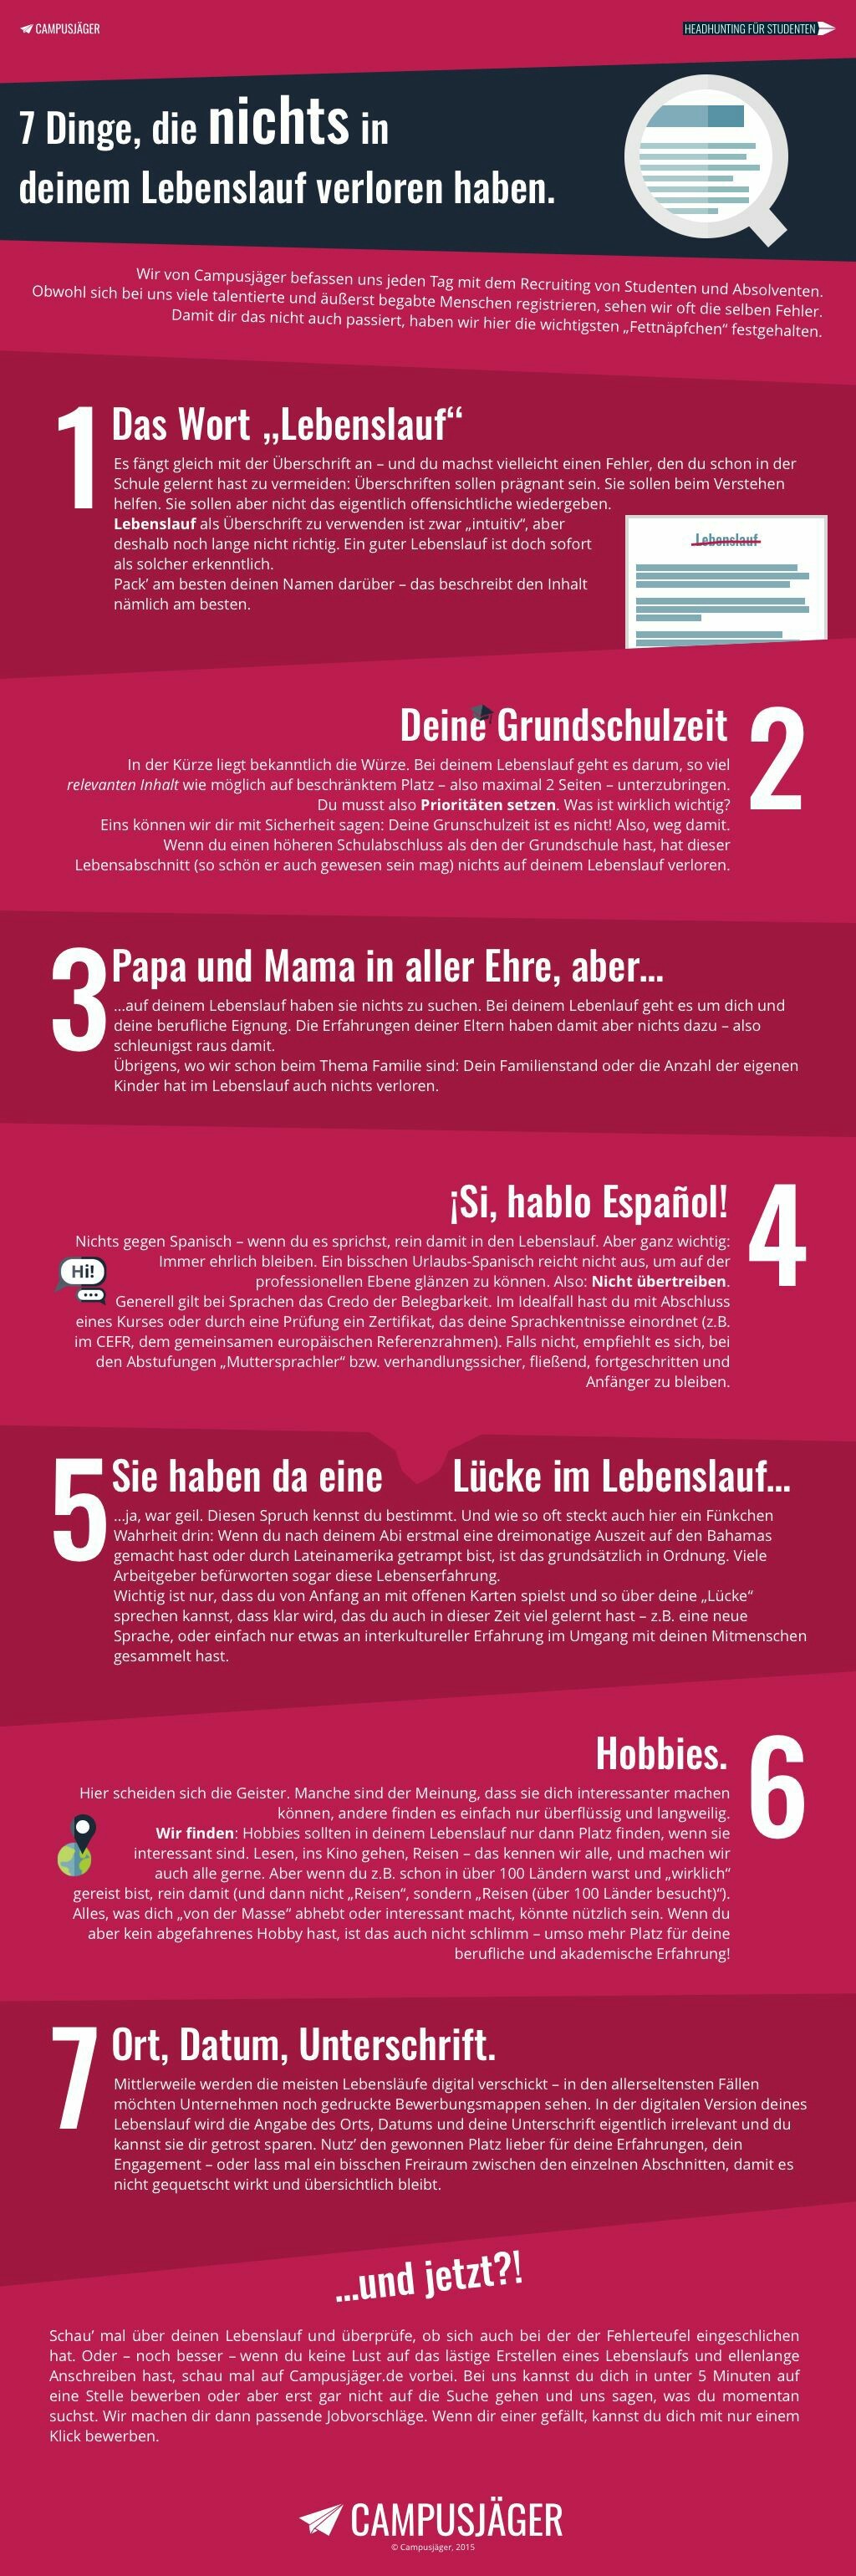 CAMPUSJÄGER
HEADHUNTING FÜR STUDENTEN
7 Dinge, die nichts in
deinem Lebenslauf verloren haben.
Wir von Campusjäger befassen uns jeden Tag mit dem Recruiting von Studenten und Absolventen.
Obwohl sich bei uns viele talentierte und äußerst begabte Menschen registrieren, sehen wir oft die selben Fehler.
Damit dir das nicht auch passiert, haben wir hier die wichtigsten „Fettnäpfchen“ festgehalten.
1
Das Wort „Lebenslauf“
Es fängt gleich mit der Überschrift an – und du machst vielleicht einen Fehler, den du schon in der
Schule gelernt hast zu vermeiden: Überschriften sollen prägnant sein. Sie sollen beim Verstehen
helfen. Sie sollen aber nicht das eigentlich offensichtliche wiedergeben.
Lebenslauf als Überschrift zu verwenden ist zwar „intuitiv“, aber
deshalb noch lange nicht richtig. Ein guter Lebenslauf ist doch sofort
als solcher erkenntlich.
Pack’ am besten deinen Namen darüber – das beschreibt den Inhalt
nämlich am besten.
Lebenslauf
Deine Grundschulzeit
2
In der Kürze liegt bekanntlich die Würze. Bei deinem Lebenslauf geht es darum, so viel
relevanten Inhalt wie möglich auf beschränktem Platz – also maximal 2 Seiten – unterzubringen.
Du musst also Prioritäten setzen. Was ist wirklich wichtig?
Eins können wir dir mit Sicherheit sagen: Deine Grunschulzeit ist es nicht! Also, weg damit.
Wenn du einen höheren Schulabschluss als den der Grundschule hast, hat dieser
Lebensabschnitt (so schön er auch gewesen sein mag) nichts auf deinem Lebenslauf verloren.
3
Papa und Mama in aller Ehre, aber...
...auf deinem Lebenslauf haben sie nichts zu suchen. Bei deinem Lebenlauf geht es um dich und
deine berufliche Eignung. Die Erfahrungen deiner Eltern haben damit aber nichts dazu – also
schleunigst raus damit.
Übrigens, wo wir schon beim Thema Familie sind: Dein Familienstand oder die Anzahl der eigenen
Kinder hat im Lebenslauf auch nichts verloren.
¡Si, hablo Español!
4
Hi!
Nichts gegen Spanisch – wenn du es sprichst, rein damit in den Lebenslauf. Aber ganz wichtig:
Immer ehrlich bleiben. Ein bisschen Urlaubs-Spanisch reicht nicht aus, um auf der
professionellen Ebene glänzen zu können. Also: Nicht übertreiben.
Generell gilt bei Sprachen das Credo der Belegbarkeit. Im Idealfall hast du mit Abschluss
eines Kurses oder durch eine Prüfung ein Zertifikat, das deine Sprachkentnisse einordnet (z.B.
im CEFR, dem gemeinsamen europäischen Referenzrahmen). Falls nicht, empfiehlt es sich, bei
den Abstufungen „Muttersprachler“ bzw. verhandlungssicher, fließend, fortgeschritten und
Anfänger zu bleiben.
5
Sie haben da eine Lücke im Lebenslauf...
...ja, war geil. Diesen Spruch kennst du bestimmt. Und wie so oft steckt auch hier ein Fünkchen
Wahrheit drin: Wenn du nach deinem Abi erstmal eine dreimonatige Auszeit auf den Bahamas
gemacht hast oder durch Lateinamerika getrampt bist, ist das grundsätzlich in Ordnung. Viele
Arbeitgeber befürworten sogar diese Lebenserfahrung.
Wichtig ist nur, dass du von Anfang an mit offenen Karten spielst und so über deine „Lücke“
sprechen kannst, dass klar wird, das du auch in dieser Zeit viel gelernt hast – z.B. eine neue
Sprache, oder einfach nur etwas an interkultureller Erfahrung im Umgang mit deinen Mitmenschen
gesammelt hast.
Hobbies.
6
Hier scheiden sich die Geister. Manche sind der Meinung, dass sie dich interessanter machen
können, andere finden es einfach nur überflüssig und langweilig.
Wir finden: Hobbies sollten in deinem Lebenslauf nur dann Platz finden, wenn sie
interessant sind. Lesen, ins Kino gehen, Reisen – das kennen wir alle, und machen wir
auch alle gerne. Aber wenn du z.B. schon in über 100 Ländern warst und „wirklich“
gereist bist, rein damit (und dann nicht „Reisen“, sondern „Reisen (über 100 Länder besucht)“).
Alles, was dich „von der Masse“ abhebt oder interessant macht, könnte nützlich sein. Wenn du
aber kein abgefahrenes Hobby hast, ist das auch nicht schlimm – umso mehr Platz für deine
berufliche und akademische Erfahrung!
7
Ort, Datum, Unterschrift.
Mittlerweile werden die meisten Lebensläufe digital verschickt – in den allerseltensten Fällen
möchten Unternehmen noch gedruckte Bewerbungsmappen sehen. In der digitalen Version deines
Lebenslauf wird die Angabe des Orts, Datums und deine Unterschrift eigentlich irrelevant und du
kannst sie dir getrost sparen. Nutz’ den gewonnen Platz lieber für deine Erfahrungen, dein
Engagement – oder lass mal ein bisschen Freiraum zwischen den einzelnen Abschnitten, damit es
nicht gequetscht wirkt und übersichtlich bleibt.
...und jetzt?!
Schau’ mal über deinen Lebenslauf und überprüfe, ob sich auch bei der der Fehlerteufel eingeschlichen
hat. Oder – noch besser – wenn du keine Lust auf das lästige Erstellen eines Lebenslaufs und ellenlange
Anschreiben hast, schau mal auf Campusjäger.de vorbei. Bei uns kannst du dich in unter 5 Minuten auf
eine Stelle bewerben oder aber erst gar nicht auf die Suche gehen und uns sagen, was du momentan
suchst. Wir machen dir dann passende Jobvorschläge. Wenn dir einer gefällt, kannst du dich mit nur einem
Klick bewerben.
CAMPUSJÄGER
© Campusjäger, 2015